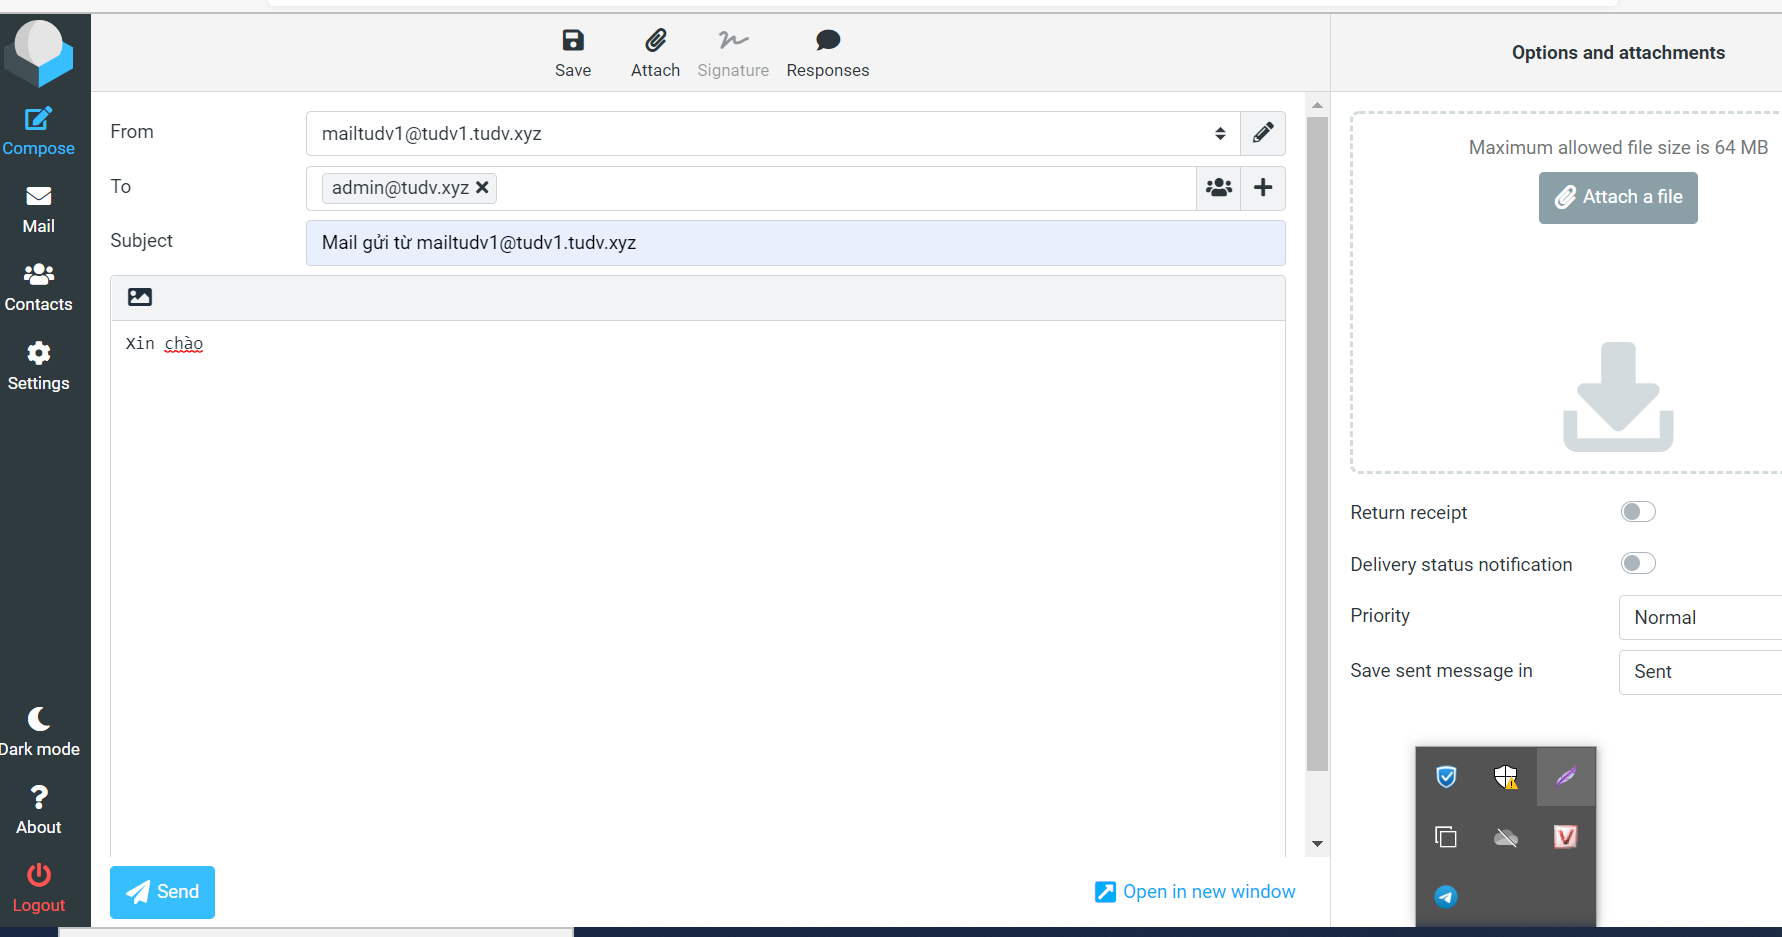 Compose
Mail
Contacts
Settings
Dark mode
About
Logout
Save
Attach
Signature
Responses
From
mailtudv1@tudv1.tudv.xyz
To
admin@tudv.xyz
Subject
Mail gửi từ mailtudv1@tudv1.tudv.xyz
Xin chào
Send
Open in new window
Options and attachments
Maximum allowed file size is 64 MB
Attach a file
Return receipt
Delivery status notification
Priority
Normal
Save sent message in
Sent
V